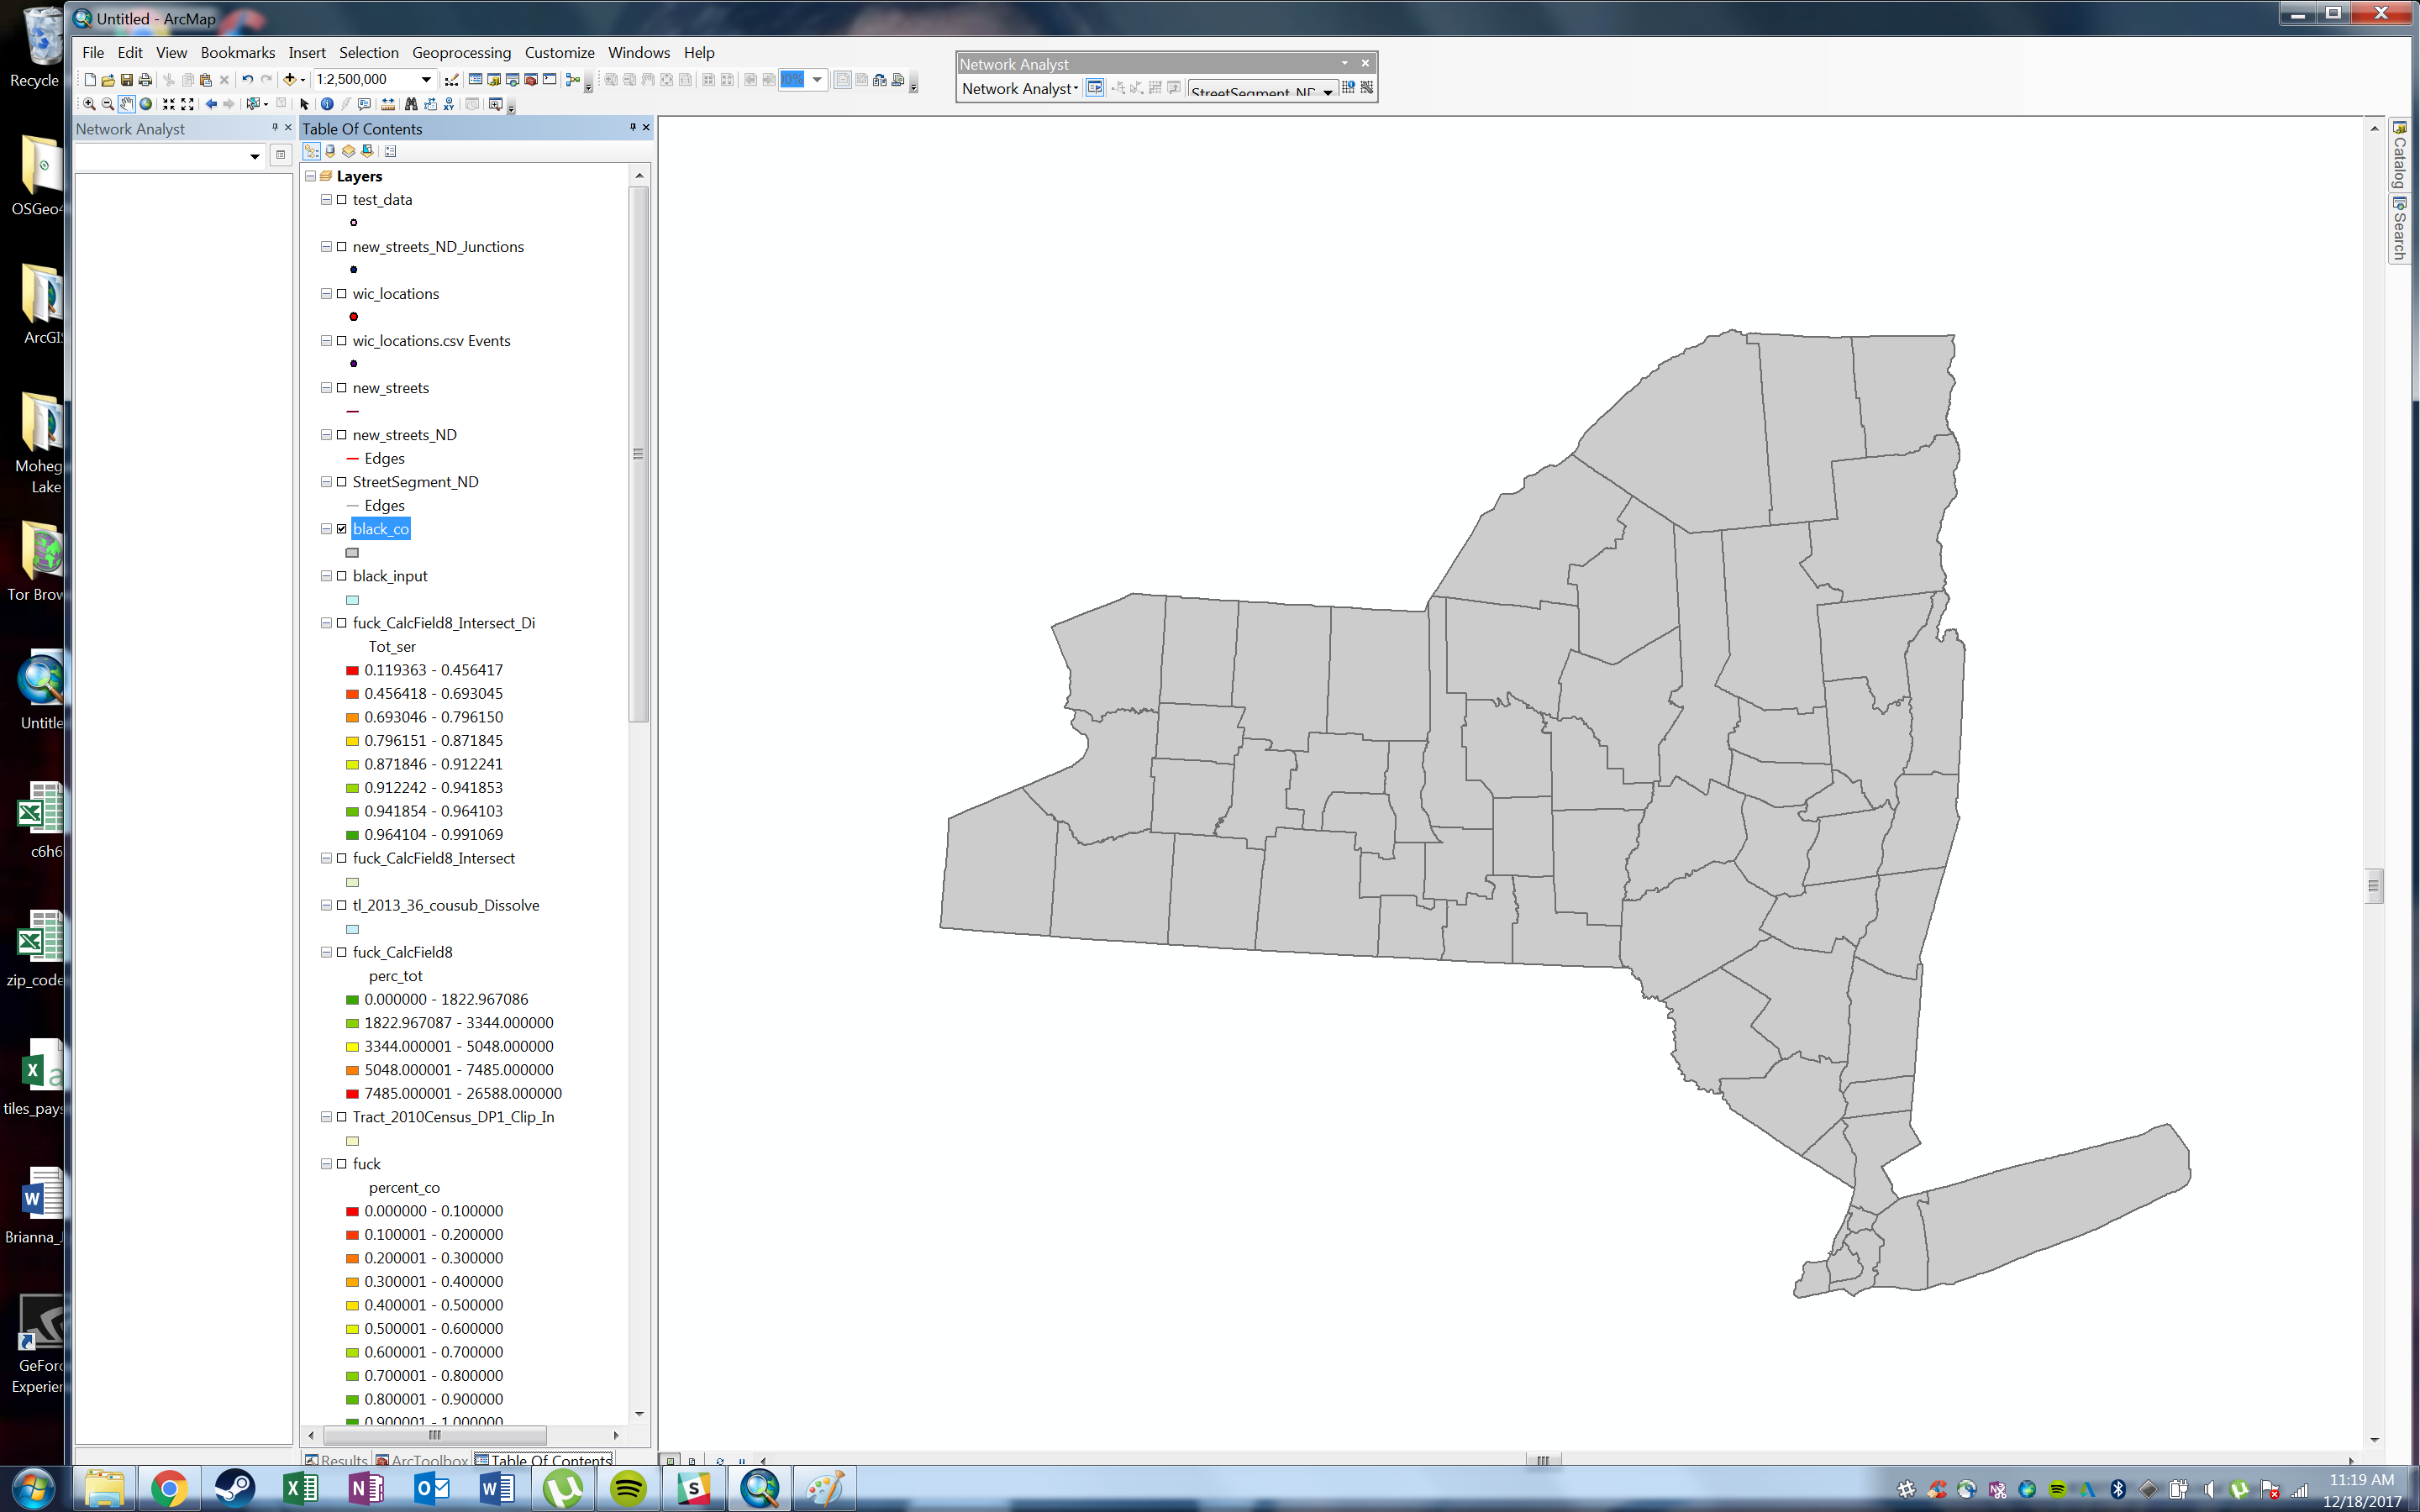 Untitled - ArcMap
File Edit View Bookmarks Insert Selection Geoprocessing Customize Windows Help
1:2,500,000
Network Analyst
Network Analyst
StreetSegment_ND
Network Analyst
Table Of Contents
Layers
test_data
new_streets_ND_Junctions
wic_locations
wic_locations.csv Events
new_streets
new_streets_ND
Edges
StreetSegment_ND
Edges
black_co
black_input
fuck_CalcField8_Intersect_Di
Tot_ser
0.119363 - 0.456417
0.456418 - 0.693045
0.693046 - 0.796150
0.796151 - 0.871845
0.871846 - 0.912241
0.912242 - 0.941853
0.941854 - 0.964103
0.964104 - 0.991069
fuck_CalcField8_Intersect
tl_2013_36_cousub_Dissolve
fuck_CalcField8
perc_tot
0.000000 - 1822.967086
1822.967087 - 3344.000000
3344.000001 - 5048.000000
5048.000001 - 7485.000000
7485.000001 - 26588.000000
Tract_2010Census_DP1_Clip_In
fuck
percent_co
0.000000 - 0.100000
0.100001 - 0.200000
0.200001 - 0.300000
0.300001 - 0.400000
0.400001 - 0.500000
0.500001 - 0.600000
0.600001 - 0.700000
0.700001 - 0.800000
0.800001 - 0.900000
0.900001 - 1.000000
Results ArcToolbox Table Of Contents
Catalog
Search
Recycle
OSGeo4
ArcGI
Moheg
Lake
Tor Brow
Untitle
c6h6
zip_code
tiles_pays
Brianna_J
GeForc
Experien
11:19 AM
12/18/2017